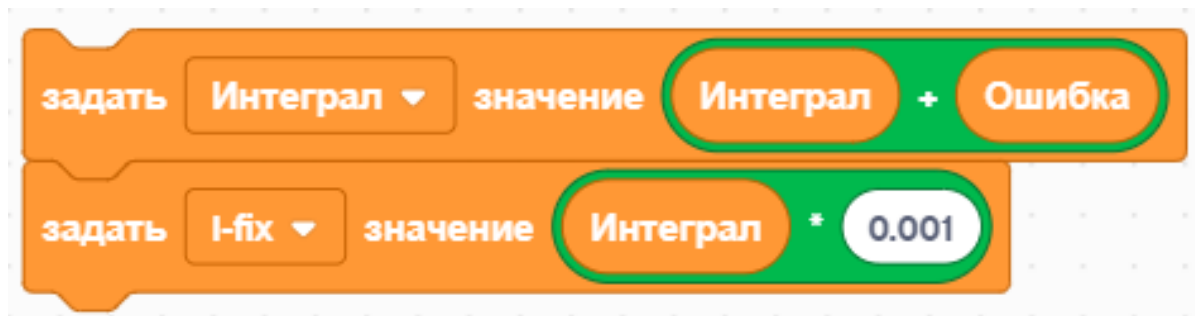 задать Интеграл значение Интеграл + Ошибка
задать I-fix значение Интеграл * 0.001